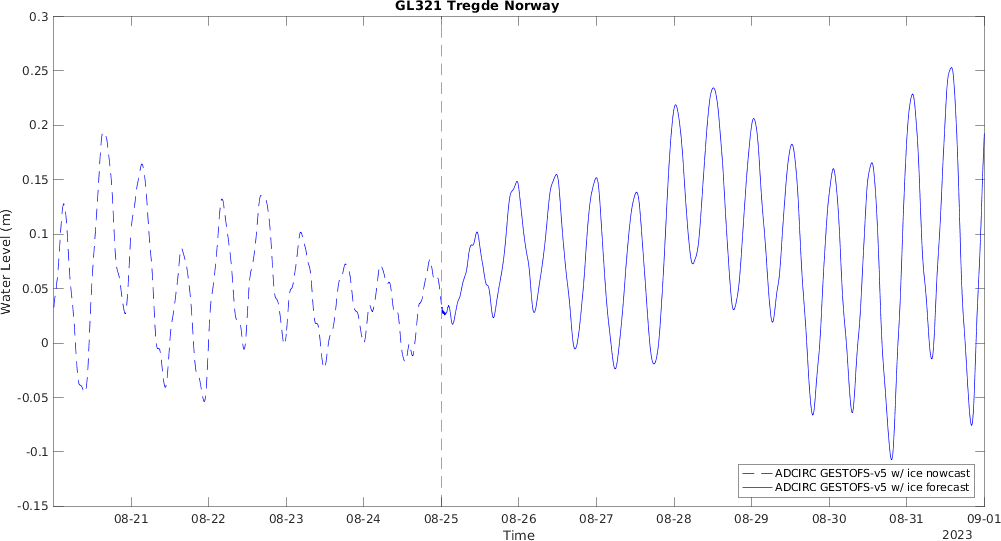 GL321 Tregde Norway
0.3
0.25
0.2
0.15
0.1
0.05
0
-0.05
-0.1
-0.15
Water Level (m)
ADCIRC GESTOFS-v5 w/ ice nowcast
ADCIRC GESTOFS-v5 w/ ice forecast
08-21 08-22 08-23 08-24 08-25 08-26 08-27 08-28 08-29 08-30 08-31 09-01
Time
2023